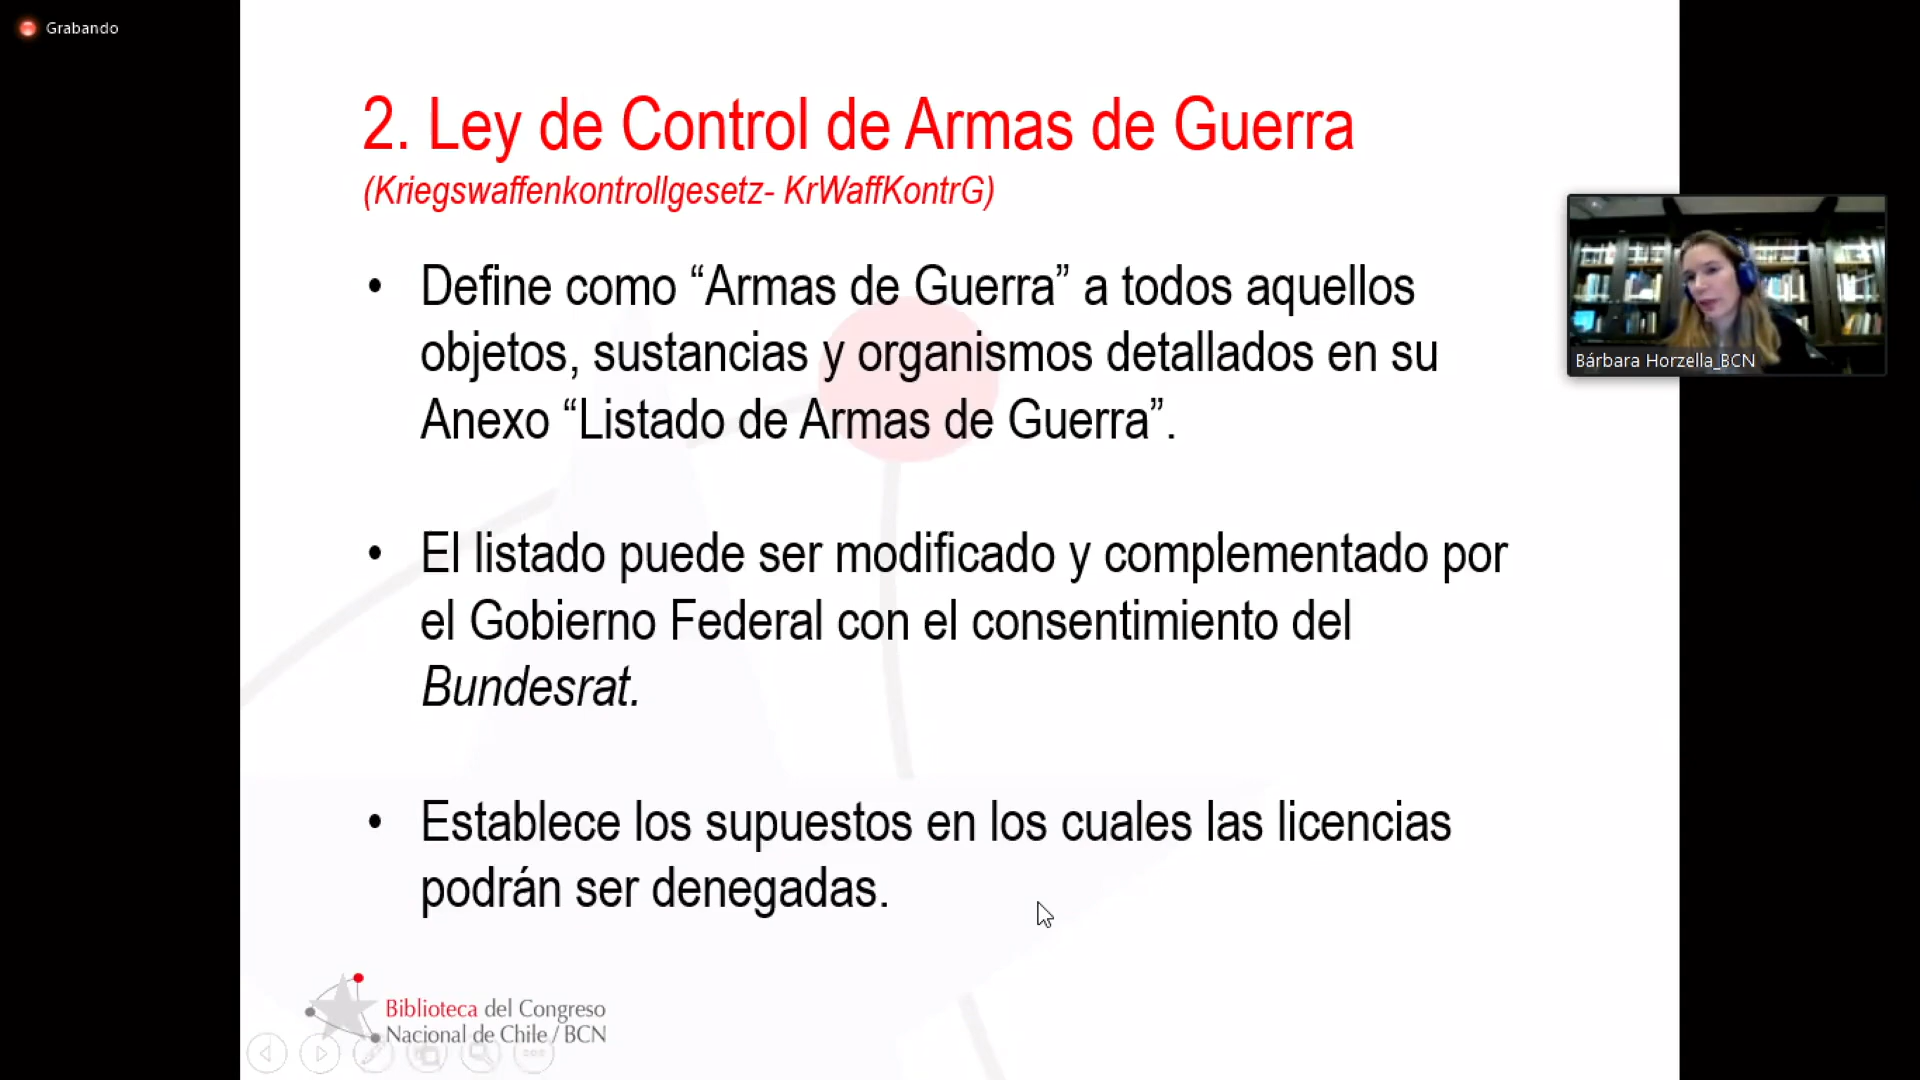 Grabando
2. Ley de Control de Armas de Guerra
(Kriegswaffenkontrollgesetz- KrWaffKontrG)
• Define como “Armas de Guerra” a todos aquellos
objetos, sustancias y organismos detallados en su
Anexo “Listado de Armas de Guerra”.
• El listado puede ser modificado y complementado por
el Gobierno Federal con el consentimiento del
Bundesrat.
• Establece los supuestos en los cuales las licencias
podrán ser denegadas.
Bárbara Horzella_BCN
Biblioteca del Congreso
Nacional de Chile / BCN